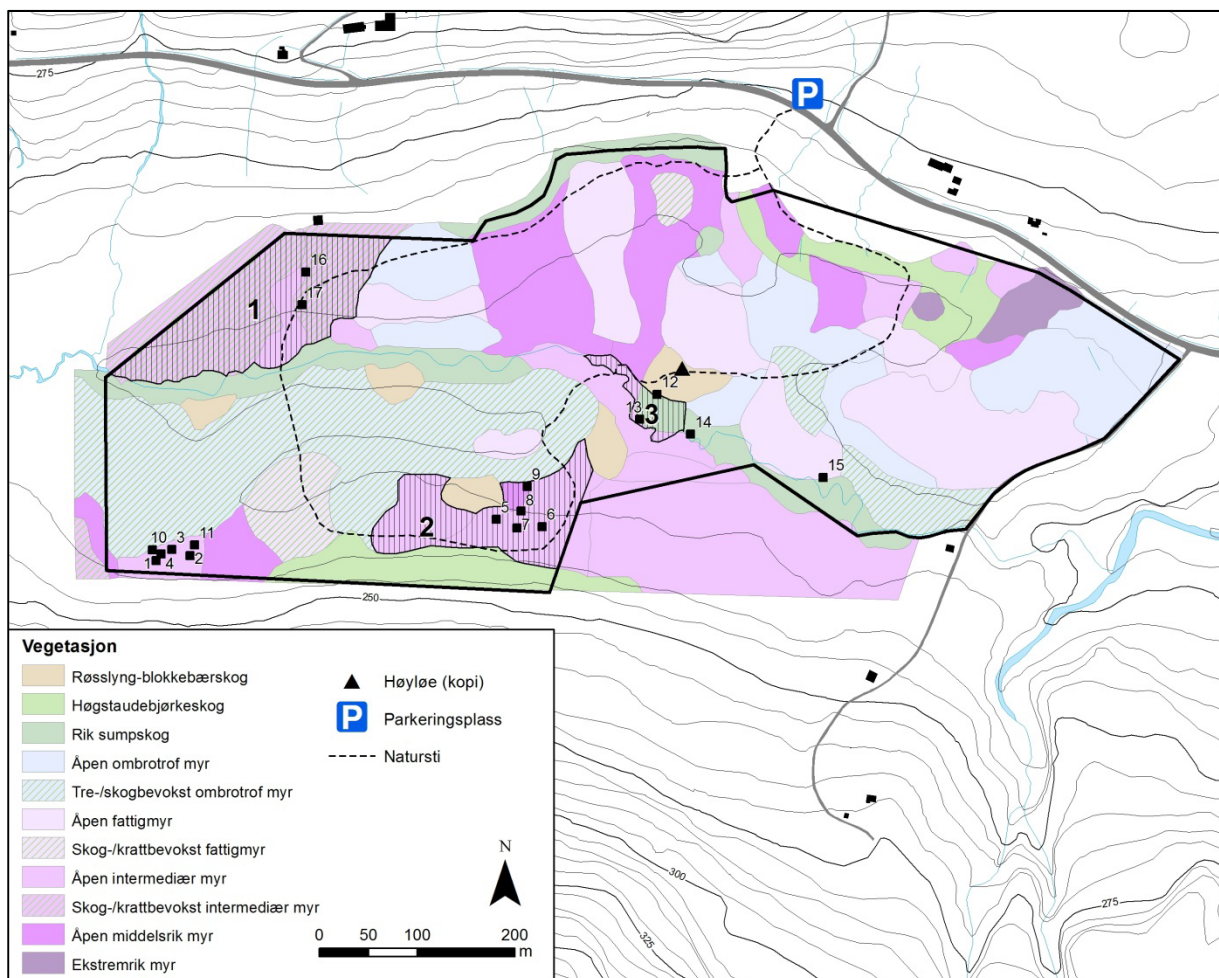 275
P
16
17
1
12
13
3
14
15
9
8
5
7
6
2
10
3
11
1
4
2
250
300
325
275
Vegetasjon
Røsslyng-blokkebærskog
Høgstaudebjørkeskog
Rik sumpskog
Åpen ombrotrof myr
Tre-/skogbevokst ombrotrof myr
Åpen fattigmyr
Skog-/krattbevokst fattigmyr
Åpen intermediær myr
Skog-/krattbevokst intermediær myr
Åpen middelsrik myr
Ekstremrik myr
Høyløe (kopi)
P Parkeringsplass
Natursti
N
0 50 100 200
m